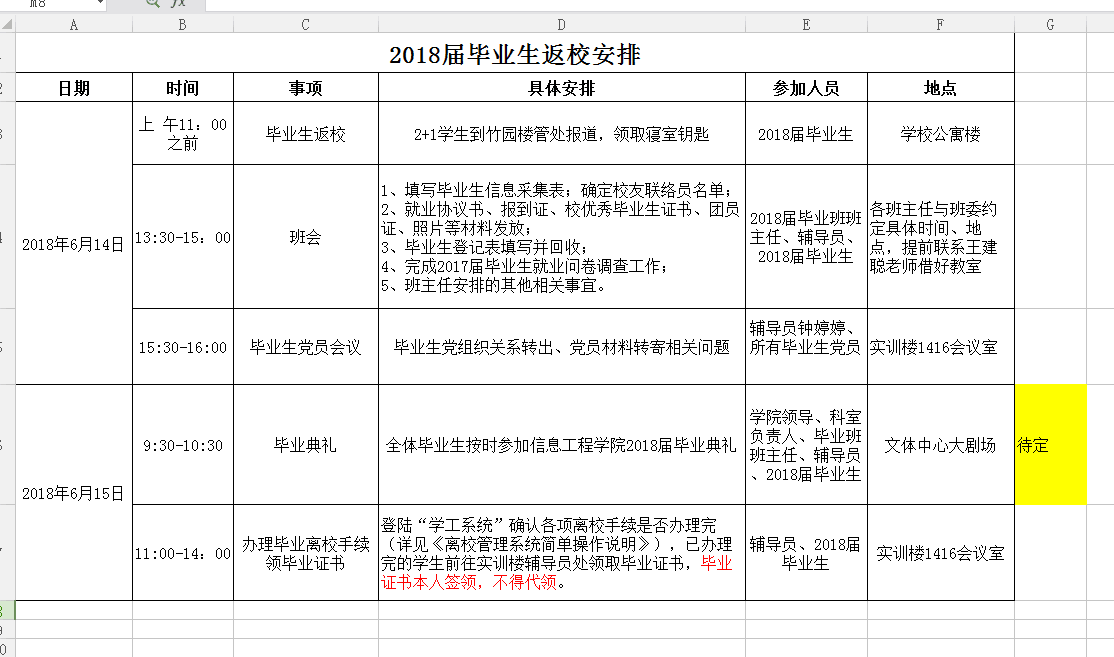 M8
fx
A B C D E F G
2018届毕业生返校安排
日期 时间 事项 具体安排 参加人员 地点
2018年6月14日
上 午11：00
之前
毕业生返校
2+1学生到竹园楼管处报道，领取寝室钥匙
2018届毕业生
学校公寓楼
13:30-15：00
班会
1、填写毕业生信息采集表；确定校友联络员名单；
2、就业协议书、报到证、校优秀毕业生证书、团员
证、照片等材料发放；
3、毕业生登记表填写并回收；
4、完成2017届毕业生就业问卷调查工作；
5、班主任安排的其他相关事宜。
2018届毕业班班
主任、辅导员、
2018届毕业生
各班主任与班委约
定具体时间、地
点，提前联系王建
聪老师借好教室
15:30-16:00
毕业生党员会议
毕业生党组织关系转出、党员材料转寄相关问题
辅导员钟婷婷、
所有毕业生党员
实训楼1416会议室
2018年6月15日
9:30-10:30
毕业典礼
全体毕业生按时参加信息工程学院2018届毕业典礼
学院领导、科室
负责人、毕业班
班主任、辅导员
、2018届毕业生
文体中心大剧场
待定
11:00-14：00
办理毕业离校手续
领毕业证书
登陆“学工系统”确认各项离校手续是否办理完
（详见《离校管理系统简单操作说明》），已办理
完的学生前往实训楼辅导员处领取毕业证书，毕业
证书本人签领，不得代领。
辅导员、2018届
毕业生
实训楼1416会议室